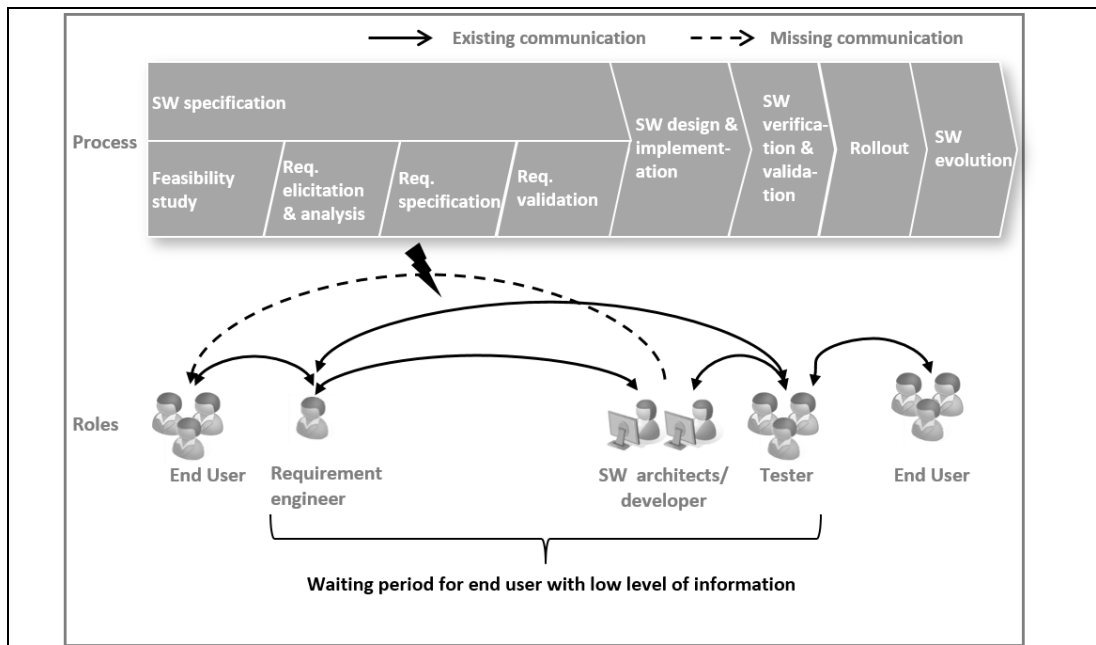 Existing communication
Missing communication
Process
SW specification
Feasibility
study
Req.
elicitation
& analysis
Req.
specification
Req.
validation
SW design &
implement-
ation
SW
verifica-
tion &
valida-
tion
Rollout
SW
evolution
Roles
End User
Requirement
engineer
SW architects/
developer
Tester
End User
Waiting period for end user with low level of information